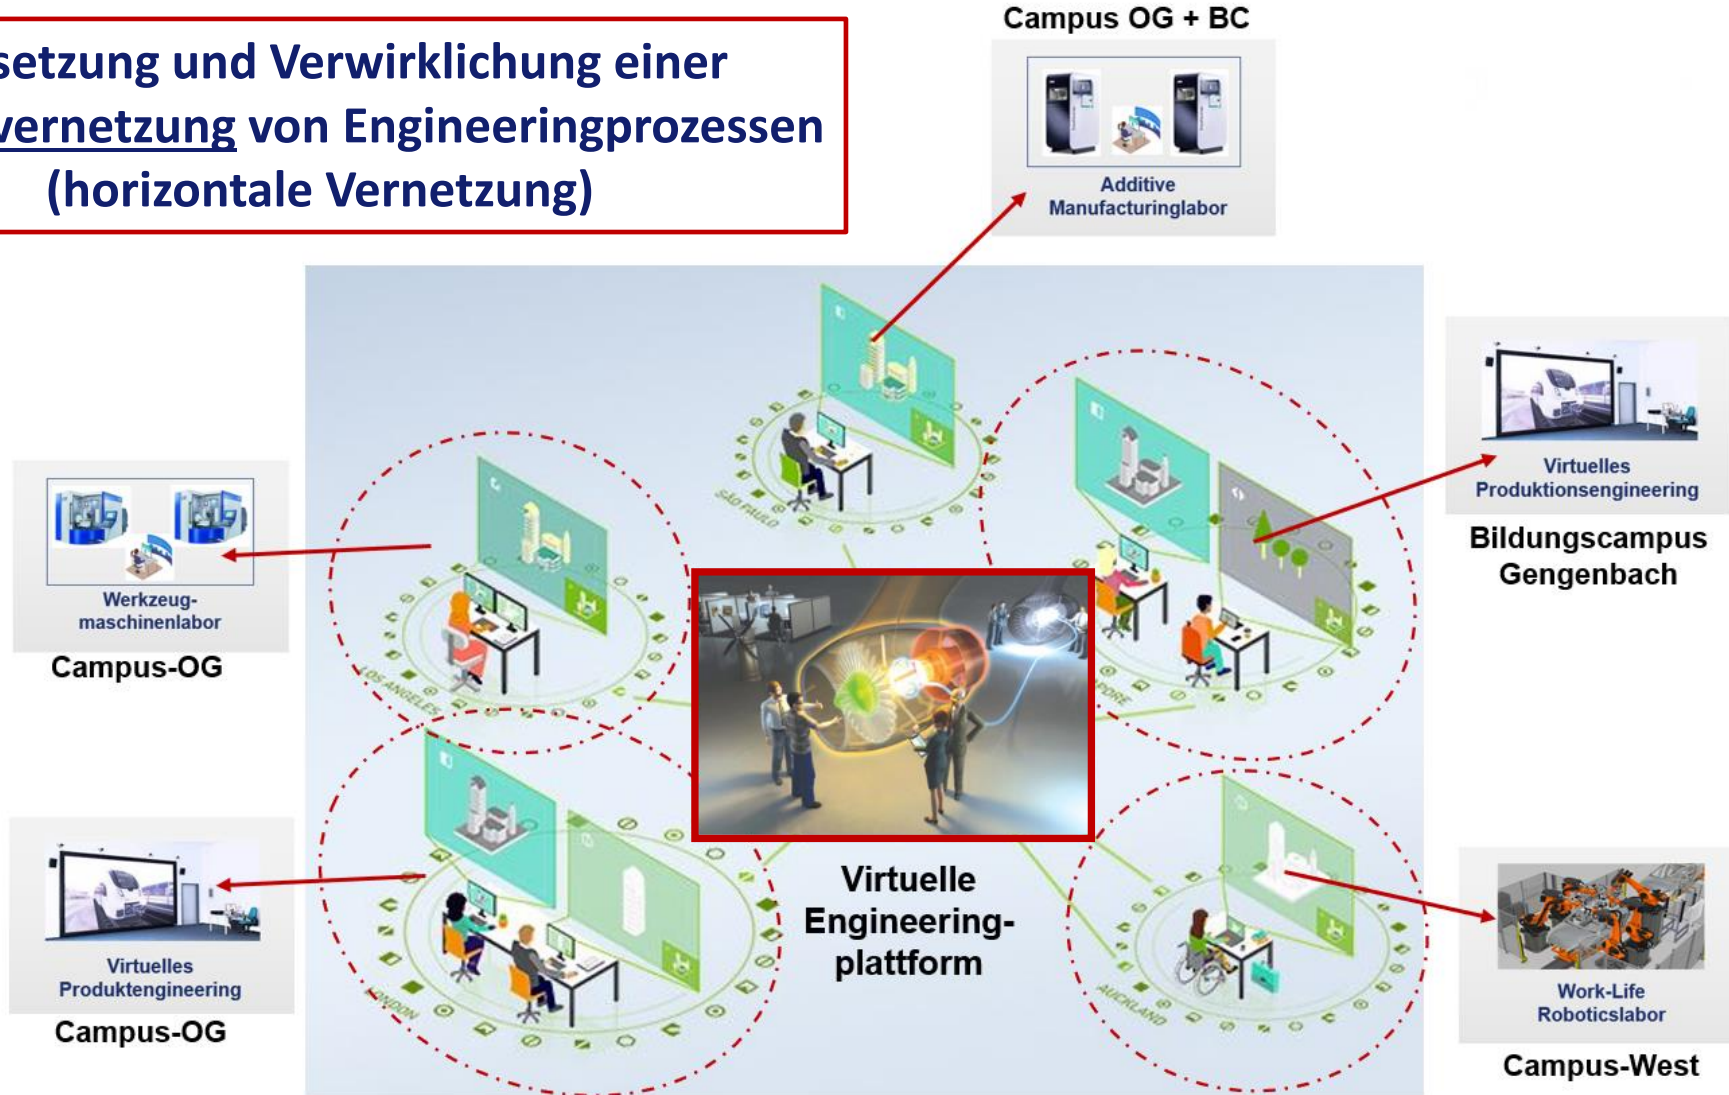 Campus OG + BC
setzung und Verwirklichung einer
vernetzung von Engineeringprozessen
(horizontale Vernetzung)
Additive
Manufacturinglabor
SÃO PAULO
Virtuelles
Produktionsengineering
Bildungscampus
Gengenbach
Werkzeug-
maschinenlabor
Campus-OG
LOS ANGELES
APORE
Virtuelle
Engineering-
plattform
Virtuelles
Produktengineering
Campus-OG
LONDON
AUCKLAND
Work-Life
Roboticslabor
Campus-West